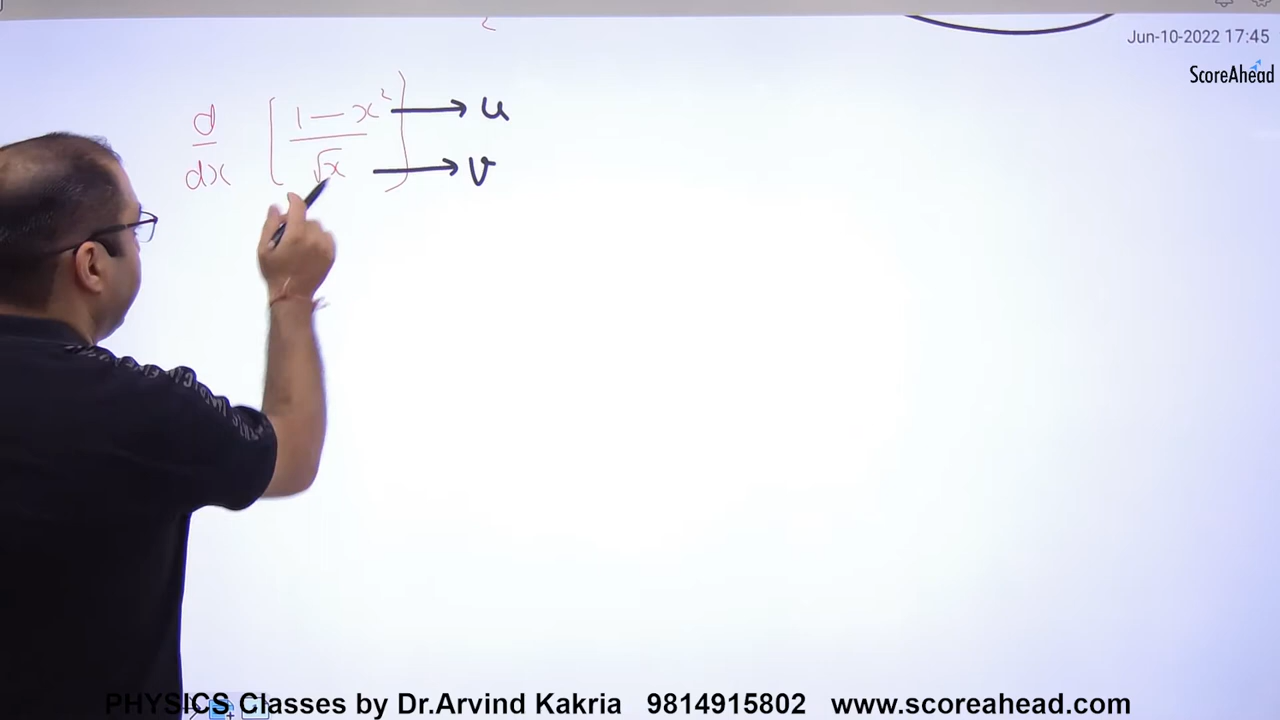 Jun-10-2022 17:45
ScoreAhead
d/dx [ (1 - x²)/√x ] → u
→ v
PHYSICS Classes by Dr.Arvind Kakria 9814915802 www.scoreahead.com